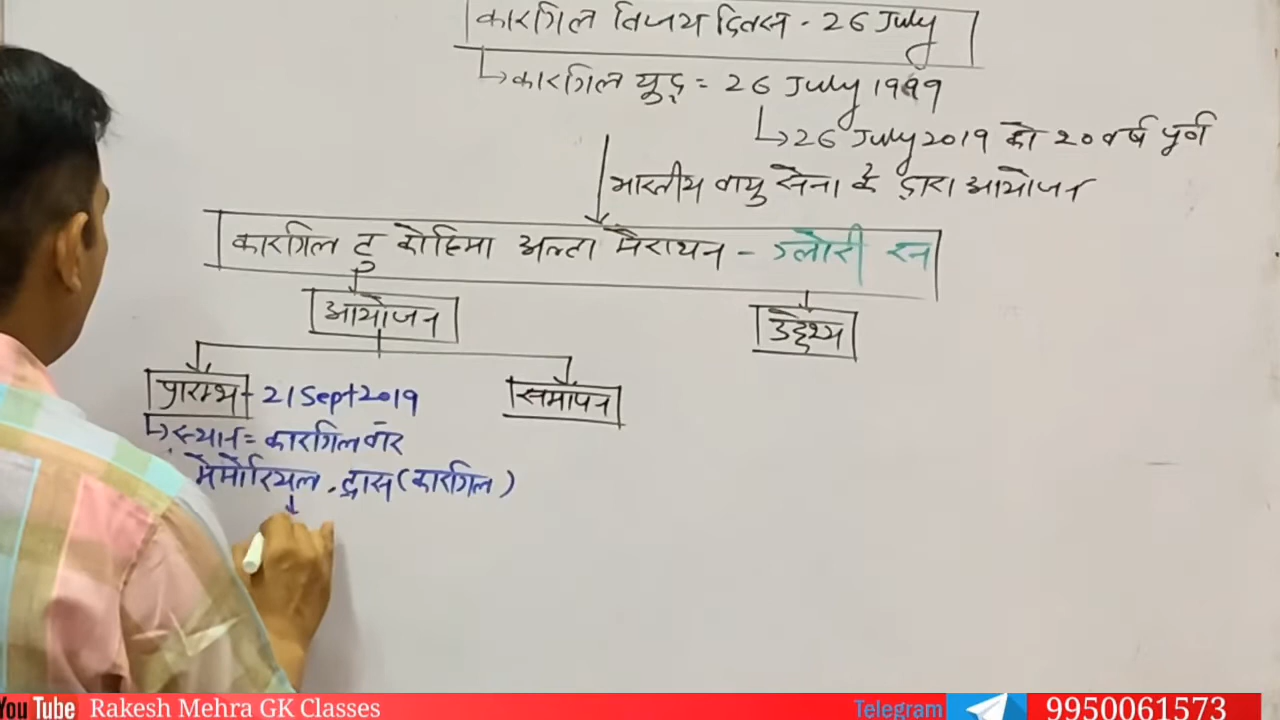 कारगिल विजय दिवस - 26 July
कारगिल युद्ध = 26 July 1999
26 July 2019 को 20 वर्ष पूर्व
भारतीय वायु सेना के द्वारा आयोजन
कारगिल टु कोहिमा अल्ट्रा मैराथन - ग्लोरी रन
आयोजन
उद्देश्य
प्रारम्भ - 21 Sept 2019
समापन
स्थान = कारगिल वॉर
मेमोरियल . द्रास (कारगिल)
You Tube Rakesh Mehra GK Classes Telegram 9950061573